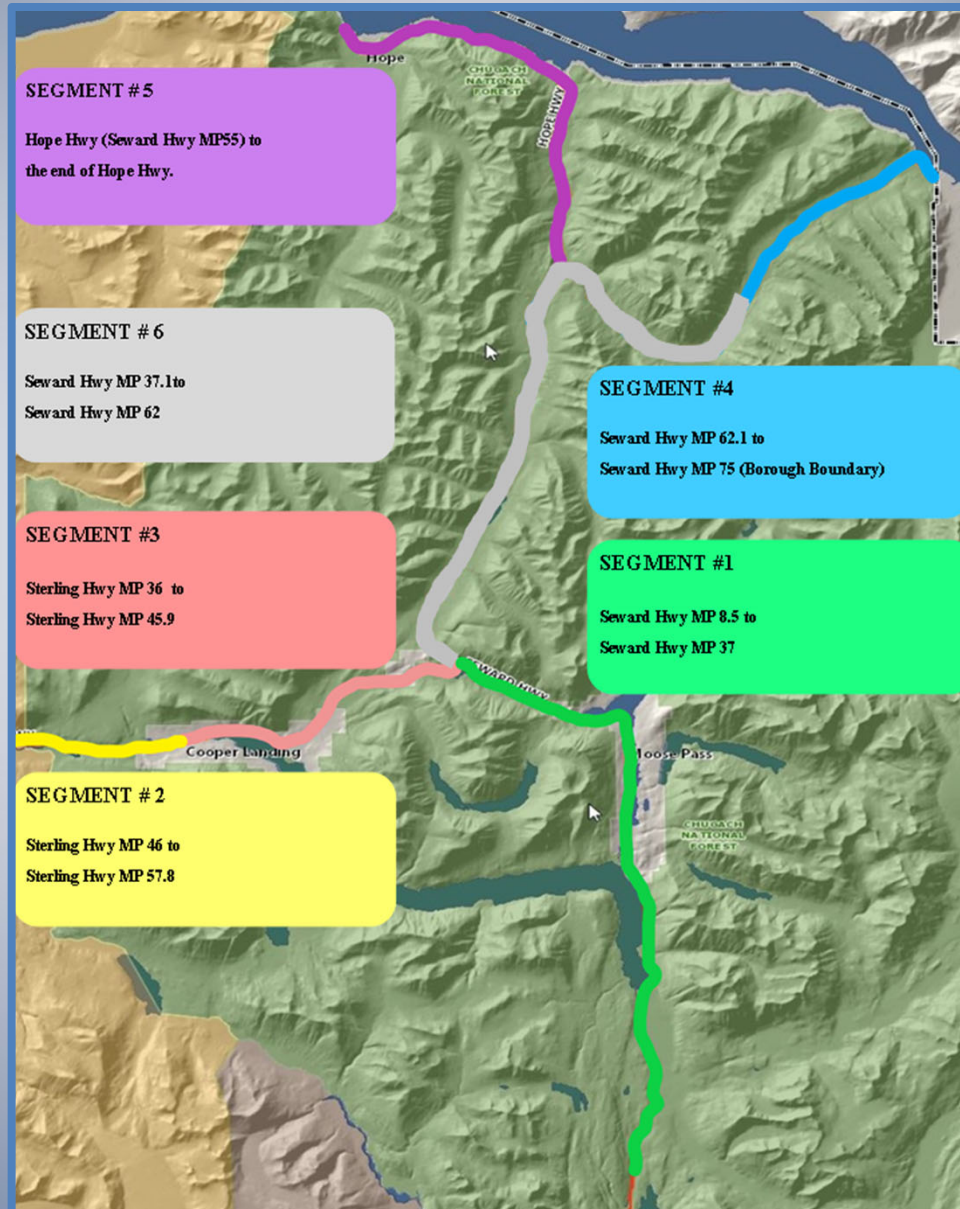 Hope
CHUGACH
NATIONAL
FOREST
HOPE HWY
SEGMENT # 5
Hope Hwy (Seward Hwy MP55) to
the end of Hope Hwy.
SEGMENT # 6
Seward Hwy MP 37.1to
Seward Hwy MP 62
SEGMENT #4
Seward Hwy MP 62.1 to
Seward Hwy MP 75 (Borough Boundary)
SEGMENT #3
Sterling Hwy MP 36 to
Sterling Hwy MP 45.9
SEGMENT #1
Seward Hwy MP 8.5 to
Seward Hwy MP 37
SEWARD HWY
Cooper Landing
Moose Pass
SEGMENT # 2
Sterling Hwy MP 46 to
Sterling Hwy MP 57.8
CHUGACH
NATIONAL
FOREST